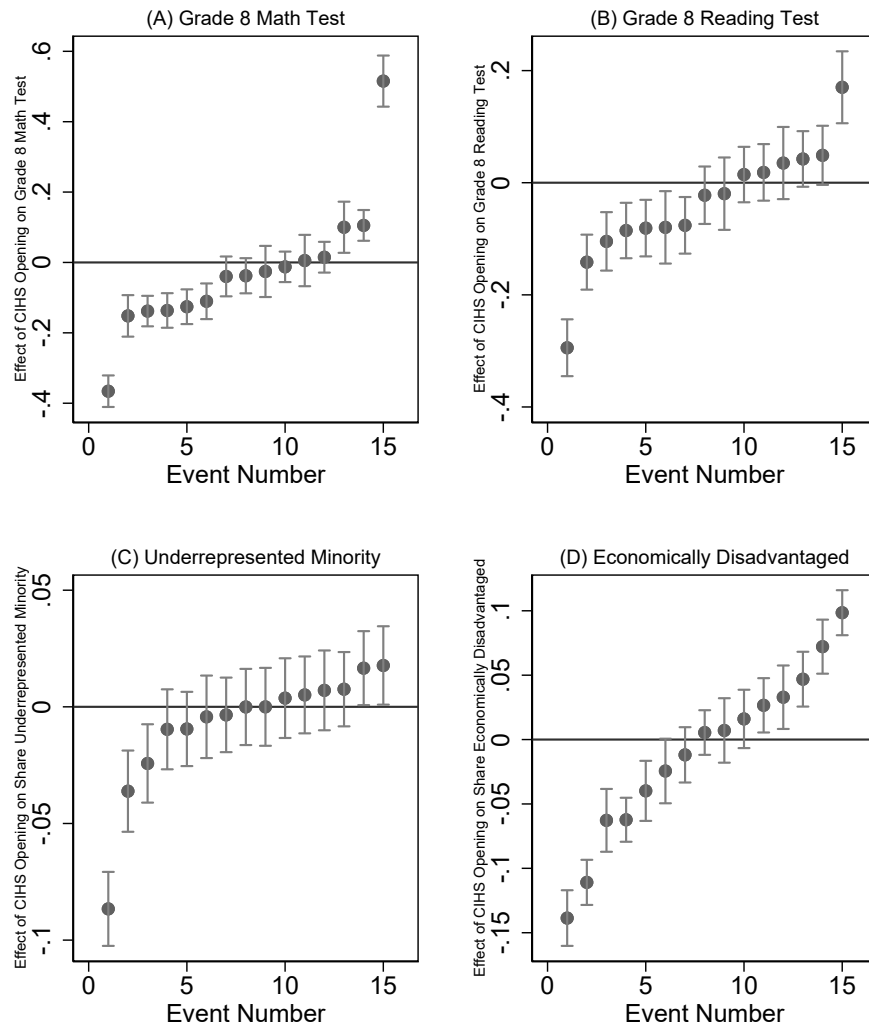 (A) Grade 8 Math Test
Effect of CIHS Opening on Grade 8 Math Test
.6
.4
.2
0
-.2
-.4
0 5 10 15
Event Number
(B) Grade 8 Reading Test
Effect of CIHS Opening on Grade 8 Reading Test
.2
0
-.2
-.4
0 5 10 15
Event Number
(C) Underrepresented Minority
Effect of CIHS Opening on Share Underrepresented Minority
.05
0
-.05
-.1
0 5 10 15
Event Number
(D) Economically Disadvantaged
Effect of CIHS Opening on Share Economically Disadvantaged
.1
.05
0
-.05
-.1
-.15
0 5 10 15
Event Number